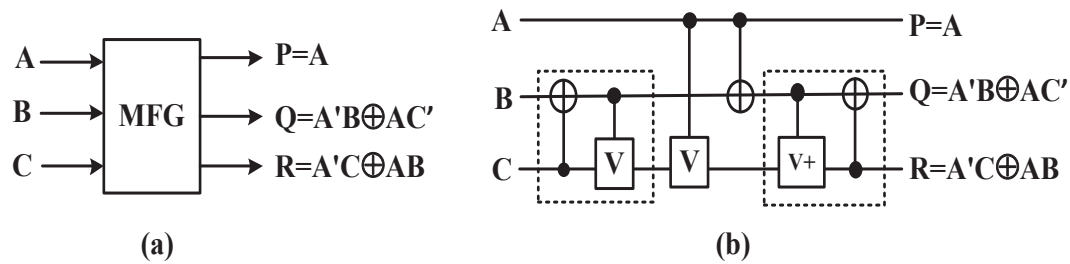 A
B
C
MFG
P=A
Q=A'B⊕AC'
R=A'C⊕AB
(a)
A
B
C
V
V
V+
P=A
Q=A'B⊕AC'
R=A'C⊕AB
(b)